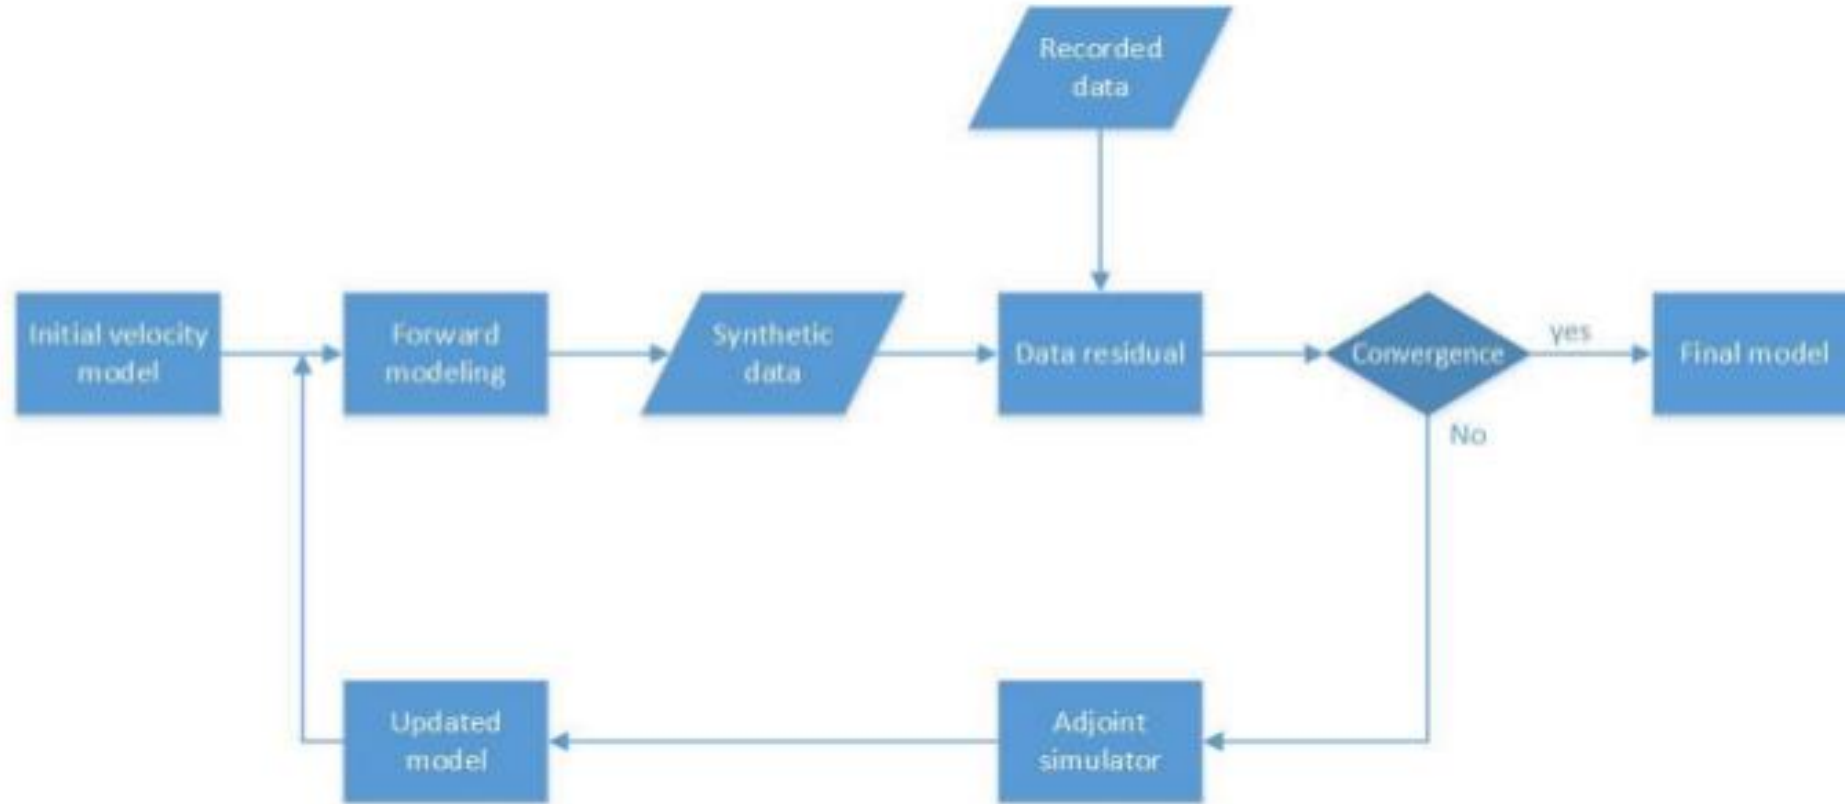 Recorded
data
Initial velocity
model
Forward
modeling
Synthetic
data
Data residual
Convergence
yes
Final model
No
Updated
model
Adjoint
simulator